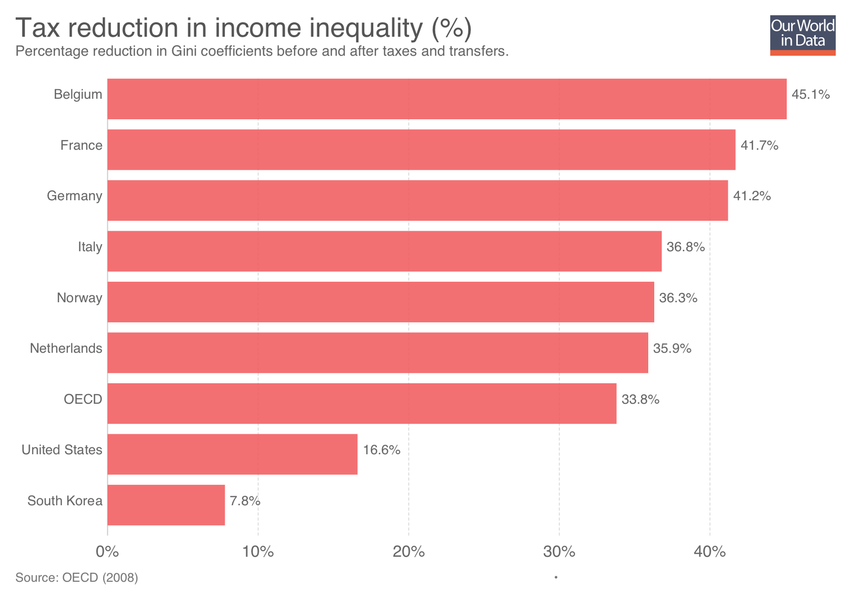 Tax reduction in income inequality (%)
Percentage reduction in Gini coefficients before and after taxes and transfers.
Our World
in Data
Belgium 45.1%
France 41.7%
Germany 41.2%
Italy 36.8%
Norway 36.3%
Netherlands 35.9%
OECD 33.8%
United States 16.6%
South Korea 7.8%
0% 10% 20% 30% 40%
Source: OECD (2008)